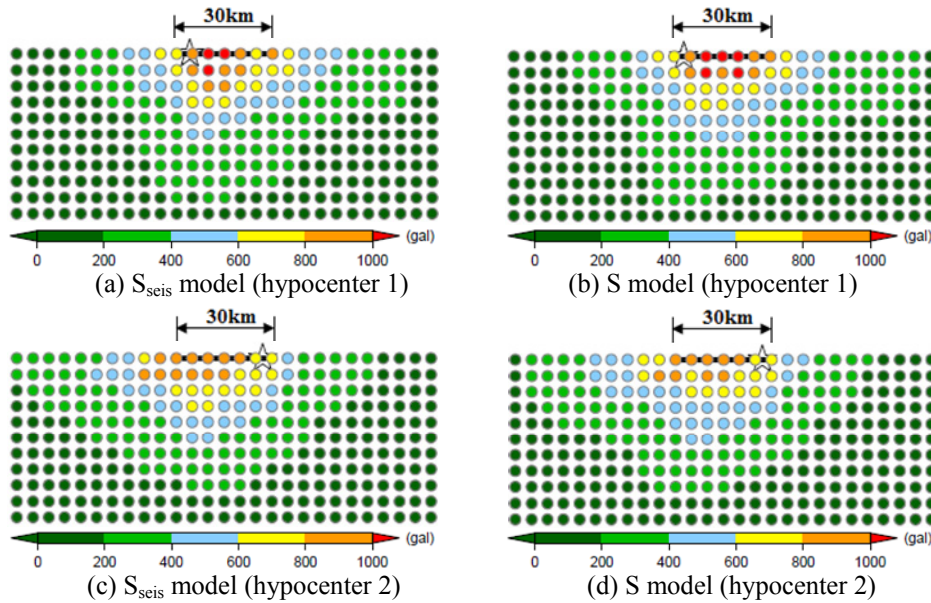 30km
30km
(gal)
(gal)
0 200 400 600 800 1000
0 200 400 600 800 1000
(a) Sseis model (hypocenter 1)
(b) S model (hypocenter 1)
30km
30km
(gal)
(gal)
0 200 400 600 800 1000
0 200 400 600 800 1000
(c) Sseis model (hypocenter 2)
(d) S model (hypocenter 2)